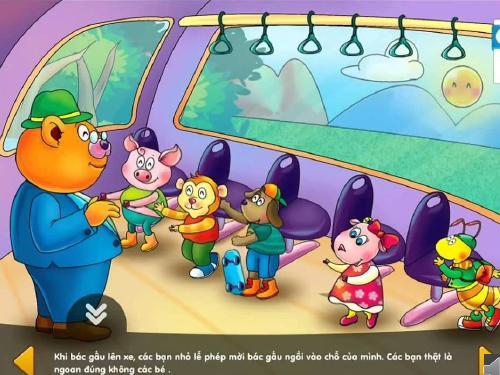 Khi bác gấu lên xe, các bạn nhỏ lễ phép mời bác gấu ngồi vào chỗ của mình. Các bạn thật là
ngoan đúng không các bé .